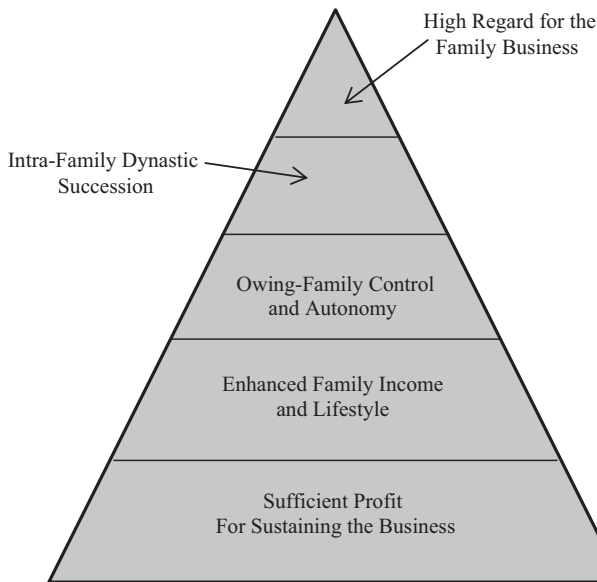 High Regard for the
Family Business
Intra-Family Dynastic
Succession
Owing-Family Control
and Autonomy
Enhanced Family Income
and Lifestyle
Sufficient Profit
For Sustaining the Business